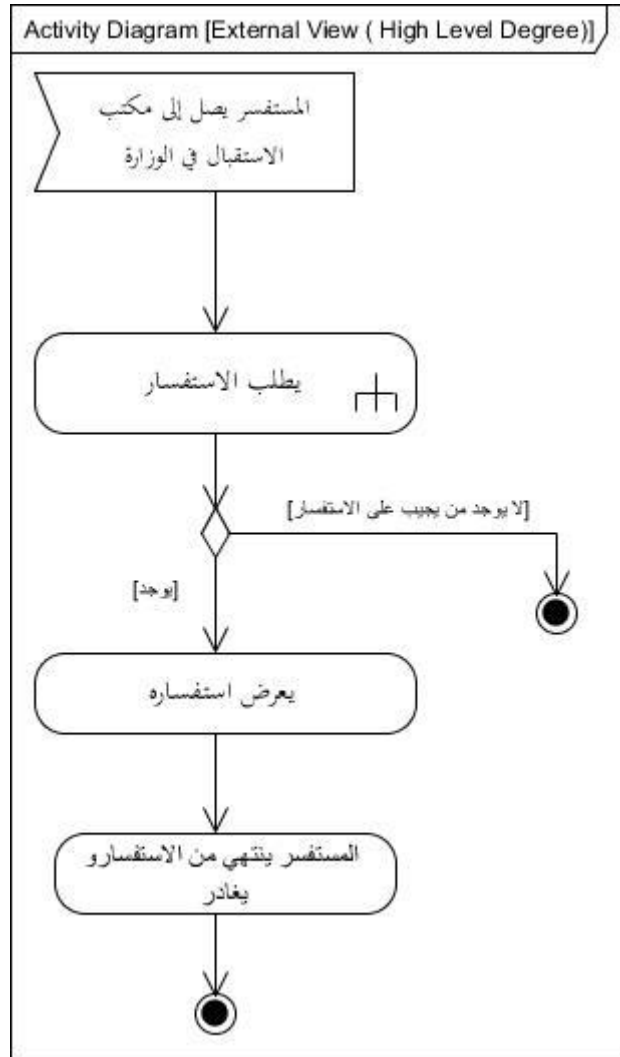 Activity Diagram [External View ( High Level Degree)]
المستفسر يصل إلى مكتب
الاستقبال في الوزارة
يطلب الاستفسار
[لا يوجد من يجيب على الاستفسار]
[يوجد]
يعرض استفساره
المستفسر ينتهي من الاستفسارو
يغادر